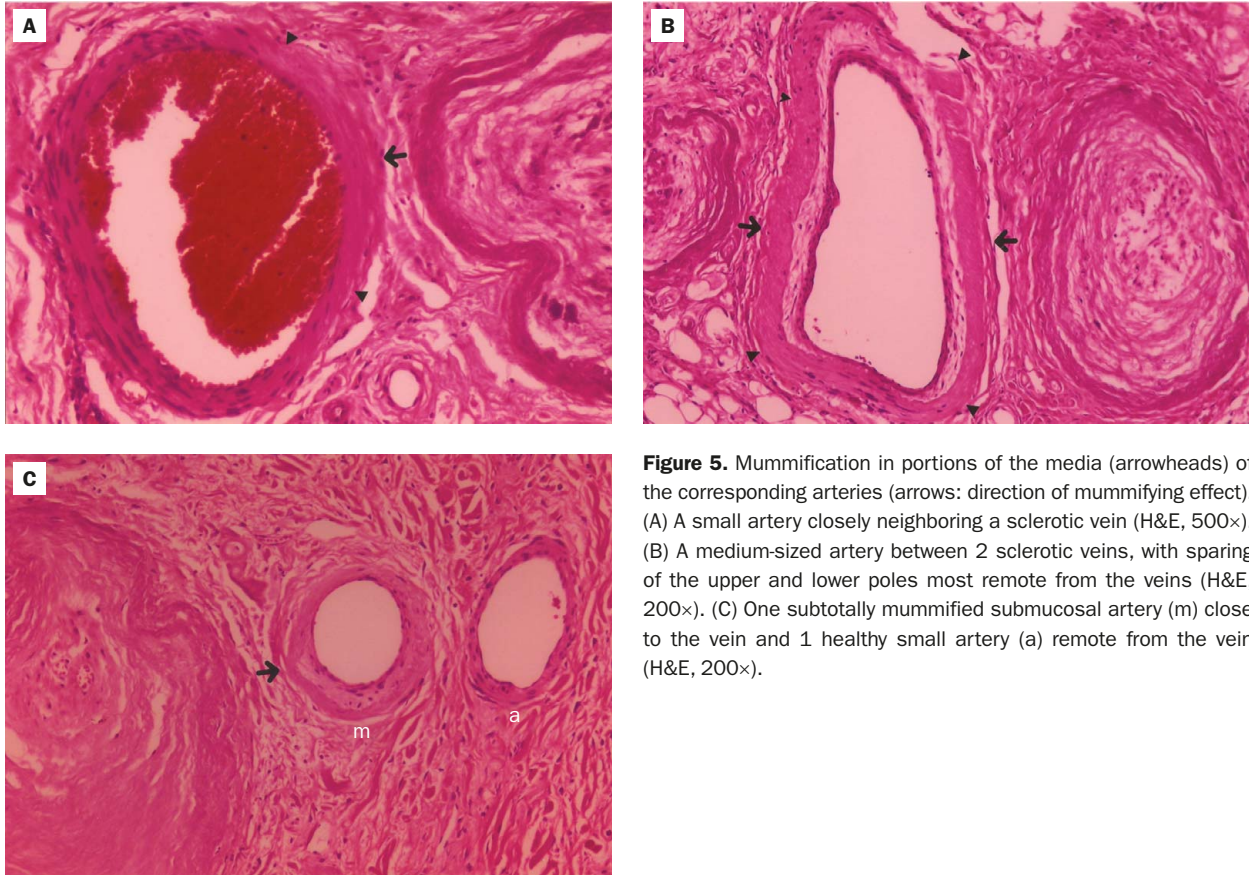 A
B
C
m
a
Figure 5. Mummification in portions of the media (arrowheads) of
the corresponding arteries (arrows: direction of mummifying effect)
(A) A small artery closely neighboring a sclerotic vein (H&E, 500×)
(B) A medium-sized artery between 2 sclerotic veins, with sparing
of the upper and lower poles most remote from the veins (H&E
200×). (C) One subtotally mummified submucosal artery (m) close
to the vein and 1 healthy small artery (a) remote from the vein
(H&E, 200×).